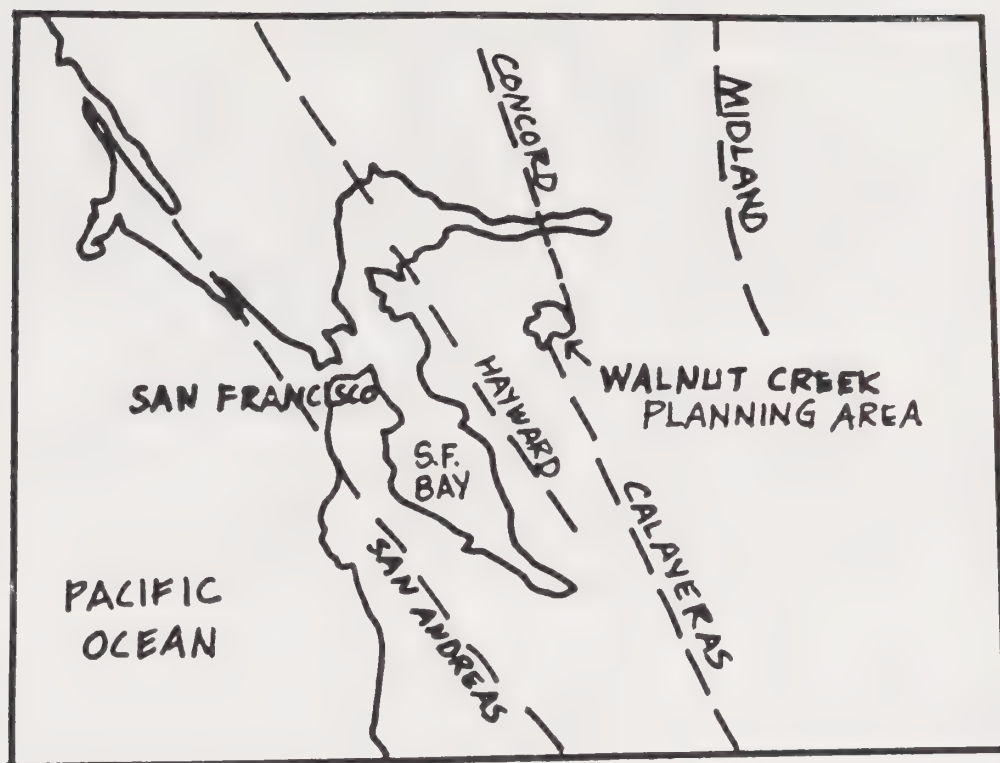 CONCORD
MIDLAND
WALNUT CREEK
PLANNING AREA
SAN FRANCISCO
HAYWARD
S.F.
BAY
CALAVERAS
SAN ANDREAS
PACIFIC
OCEAN